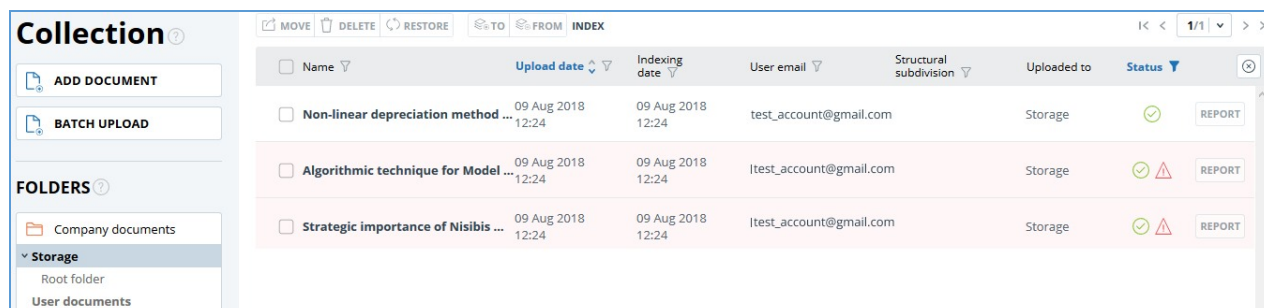 Collection
ADD DOCUMENT
BATCH UPLOAD
FOLDERS
Company documents
Storage
Root folder
User documents
MOVE DELETE RESTORE TO FROM INDEX
1/1
Name Upload date Indexing date User email Structural subdivision Uploaded to Status
Non-linear depreciation method ... 09 Aug 2018 12:24 09 Aug 2018 12:24 test_account@gmail.com Storage REPORT
Algorithmic technique for Model ... 09 Aug 2018 12:24 09 Aug 2018 12:24 ltest_account@gmail.com Storage REPORT
Strategic importance of Nisibis ... 09 Aug 2018 12:24 09 Aug 2018 12:24 ltest_account@gmail.com Storage REPORT